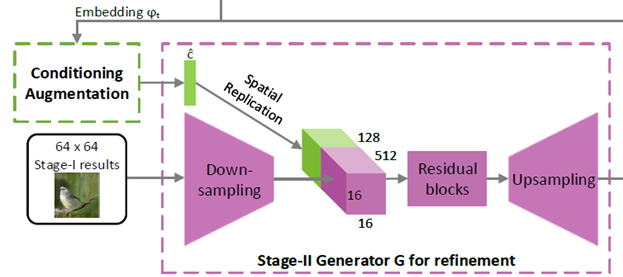 Embedding φt
Conditioning
Augmentation
ĉ
Spatial
Replication
64 x 64
Stage-I results
Down-
sampling
128
512
16
16
Residual
blocks
Upsampling
Stage-II Generator G for refinement